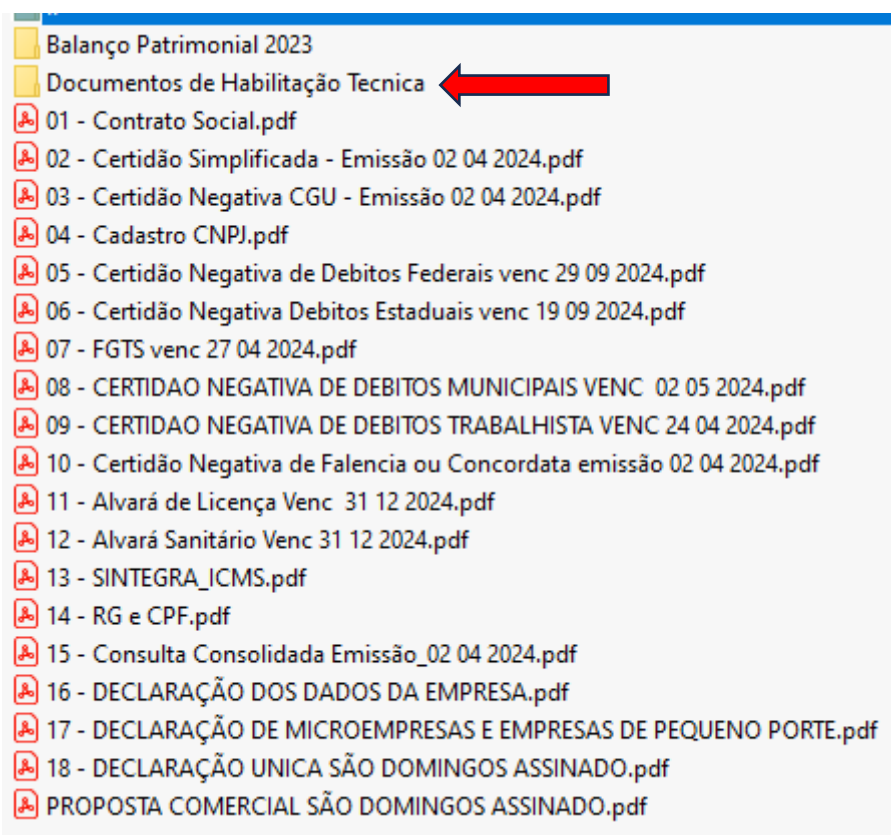 Balanço Patrimonial 2023
Documentos de Habilitação Tecnica
01 - Contrato Social.pdf
02 - Certidão Simplificada - Emissão 02 04 2024.pdf
03 - Certidão Negativa CGU - Emissão 02 04 2024.pdf
04 - Cadastro CNPJ.pdf
05 - Certidão Negativa de Debitos Federais venc 29 09 2024.pdf
06 - Certidão Negativa Debitos Estaduais venc 19 09 2024.pdf
07 - FGTS venc 27 04 2024.pdf
08 - CERTIDAO NEGATIVA DE DEBITOS MUNICIPAIS VENC  02 05 2024.pdf
09 - CERTIDAO NEGATIVA DE DEBITOS TRABALHISTA VENC 24 04 2024.pdf
10 - Certidão Negativa de Falencia ou Concordata emissão 02 04 2024.pdf
11 - Alvará de Licença Venc  31 12 2024.pdf
12 - Alvará Sanitário Venc 31 12 2024.pdf
13 - SINTEGRA_ICMS.pdf
14 - RG e CPF.pdf
15 - Consulta Consolidada Emissão_02 04 2024.pdf
16 - DECLARAÇÃO DOS DADOS DA EMPRESA.pdf
17 - DECLARAÇÃO DE MICROEMPRESAS E EMPRESAS DE PEQUENO PORTE.pdf
18 - DECLARAÇÃO UNICA SÃO DOMINGOS ASSINADO.pdf
PROPOSTA COMERCIAL SÃO DOMINGOS ASSINADO.pdf